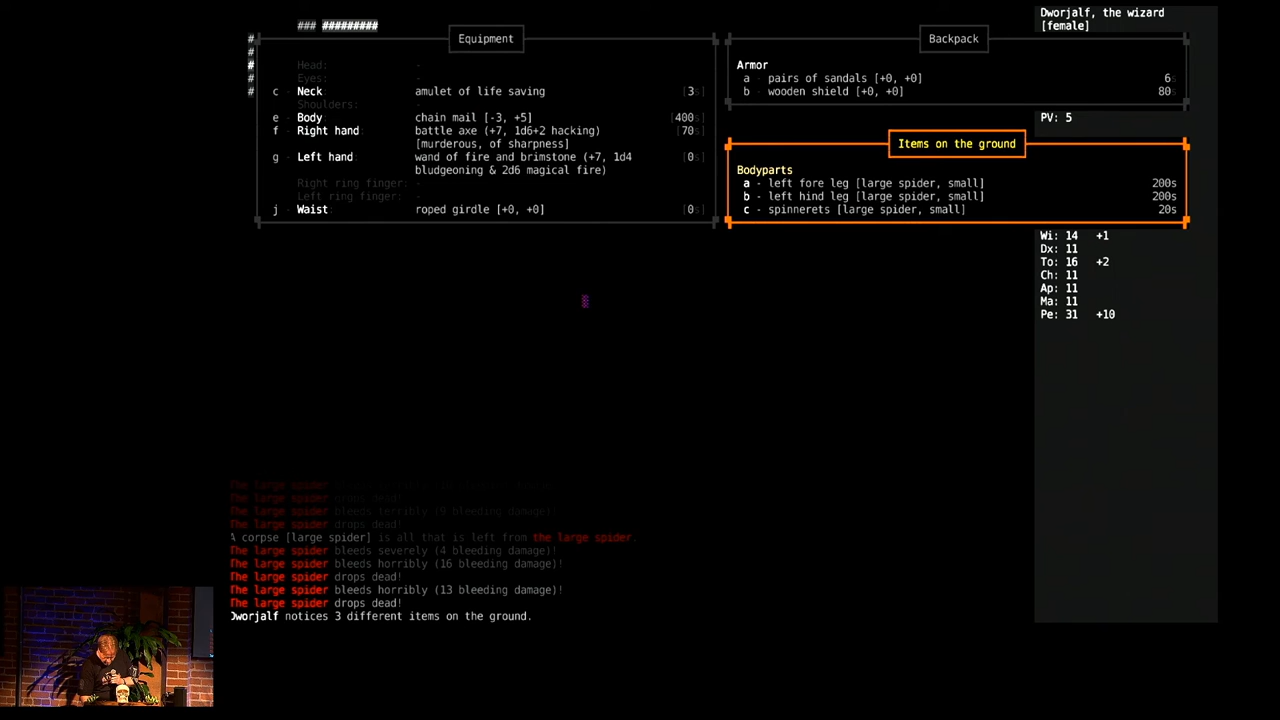 ### #########
Dworjalf, the wizard
[female]
Equipment
#
#
#
#
#
Head: -
Eyes: -
c - Neck: amulet of life saving [3s]
Shoulders: -
e - Body: chain mail [-3, +5] [400s]
f - Right hand: battle axe (+7, 1d6+2 hacking) [70s]
[murderous, of sharpness]
g - Left hand: wand of fire and brimstone (+7, 1d4 [0s]
bludgeoning & 2d6 magical fire)
Right ring finger: -
Left ring finger: -
j - Waist: roped girdle [+0, +0] [0s]
Backpack
Armor
a - pairs of sandals [+0, +0] 6s
b - wooden shield [+0, +0] 80s
PV: 5
Items on the ground
Bodyparts
a - left fore leg [large spider, small] 200s
b - left hind leg [large spider, small] 200s
c - spinnerets [large spider, small] 20s
Wi: 14 +1
Dx: 11
To: 16 +2
Ch: 11
Ap: 11
Ma: 11
Pe: 31 +10
The large spider
The large spider drops dead!
The large spider bleeds terribly (9 bleeding damage)!
The large spider drops dead!
A corpse [large spider] is all that is left from the large spider.
The large spider bleeds severely (4 bleeding damage)!
The large spider bleeds horribly (16 bleeding damage)!
The large spider drops dead!
The large spider bleeds horribly (13 bleeding damage)!
The large spider drops dead!
Dworjalf notices 3 different items on the ground.